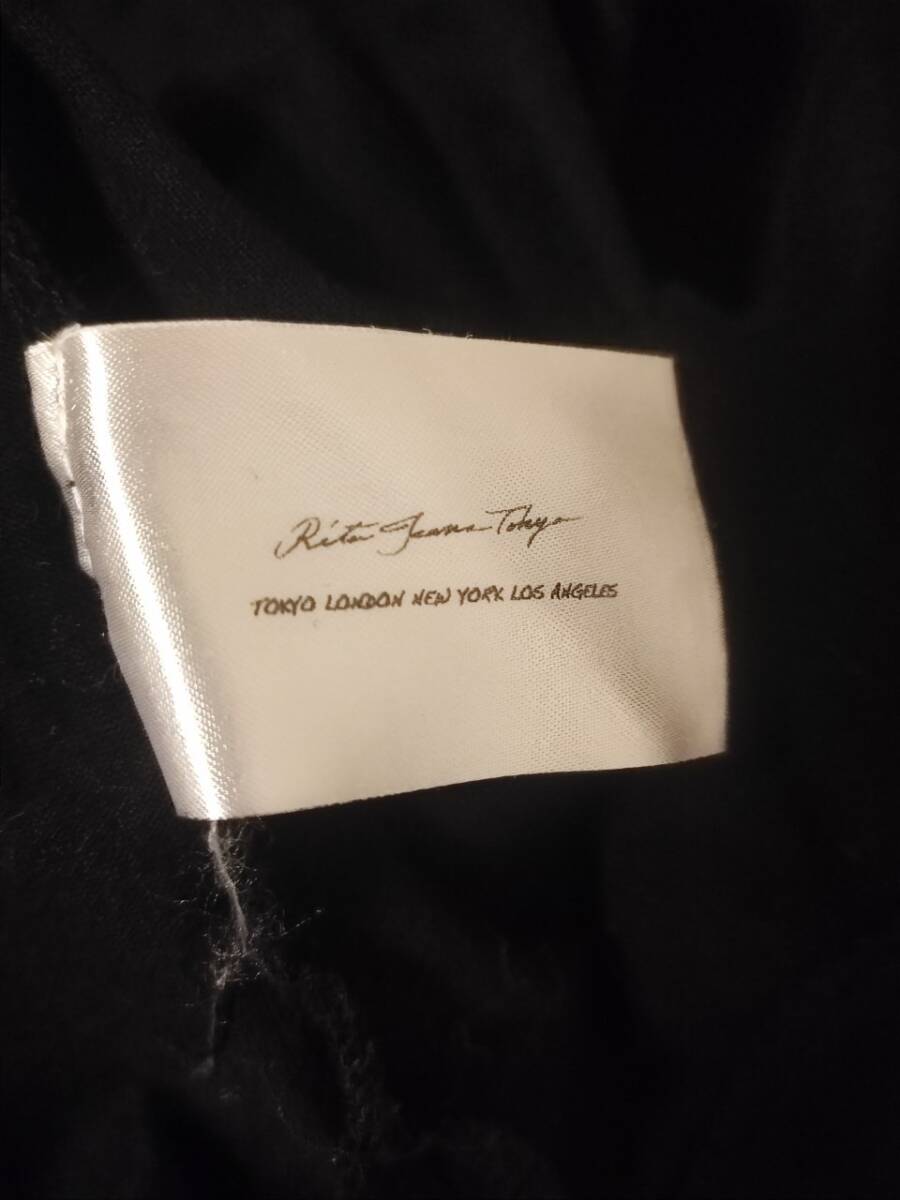 Rita Jeans Tokyo
TOKYO LONDON NEW YORK LOS ANGELES